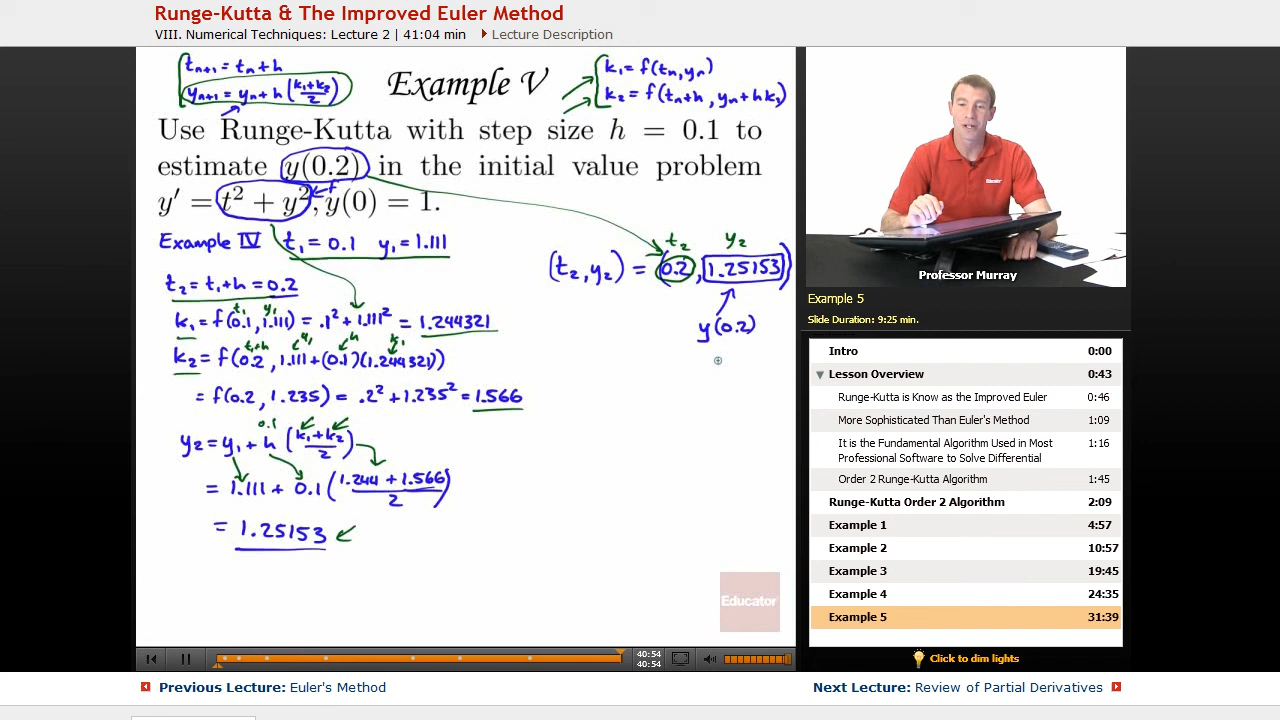 Runge-Kutta & The Improved Euler Method
VIII. Numerical Techniques: Lecture 2 | 41:04 min Lecture Description
tₙ₊₁ = tₙ + h
yₙ₊₁ = yₙ + h (k₁+k₂/2)
Example V
k₁ = f(tₙ, yₙ)
k₂ = f(tₙ+h, yₙ+hk₁)
Use Runge-Kutta with step size h = 0.1 to
estimate y(0.2) in the initial value problem
y′ = t² + y², y(0) = 1.
f
Example IV t₁ = 0.1 y₁ = 1.111
t₂ = t₁+h = 0.2
t₁ y₁
k₁ = f(0.1, 1.111) = .1² + 1.111² = 1.244321
t₁+h y₁ h k₁
k₂ = f(0.2, 1.111 + (0.1)(1.244321))
= f(0.2, 1.235) = .2² + 1.235² = 1.566
0.1
y₂ = y₁ + h (k₁+k₂/2)
= 1.111 + 0.1 (1.244 + 1.566/2)
= 1.25153
t₂ y₂
(t₂, y₂) = (0.2, 1.25153)
y(0.2)
Educator
40:54
40:54
Educator
Professor Murray
Example 5
Slide Duration: 9:25 min.
Intro 0:00
Lesson Overview 0:43
Runge-Kutta is Know as the Improved Euler 0:46
More Sophisticated Than Euler's Method 1:09
It is the Fundamental Algorithm Used in Most 1:16
Professional Software to Solve Differential
Order 2 Runge-Kutta Algorithm 1:45
Runge-Kutta Order 2 Algorithm 2:09
Example 1 4:57
Example 2 10:57
Example 3 19:45
Example 4 24:35
Example 5 31:39
Click to dim lights
Previous Lecture: Euler's Method
Next Lecture: Review of Partial Derivatives